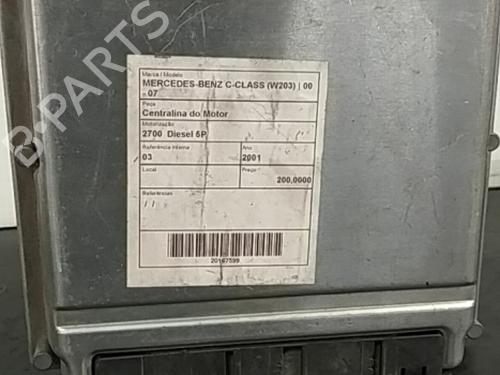 Marca / Modelo
MERCEDES-BENZ C-CLASS (W203) | 00
- 07
Peça
Centralina do Motor
Motorização
2700 Diesel 5P
Referência Interna Ano
03 2001
Local Preço
200,0000
Referências
/ /
20167599